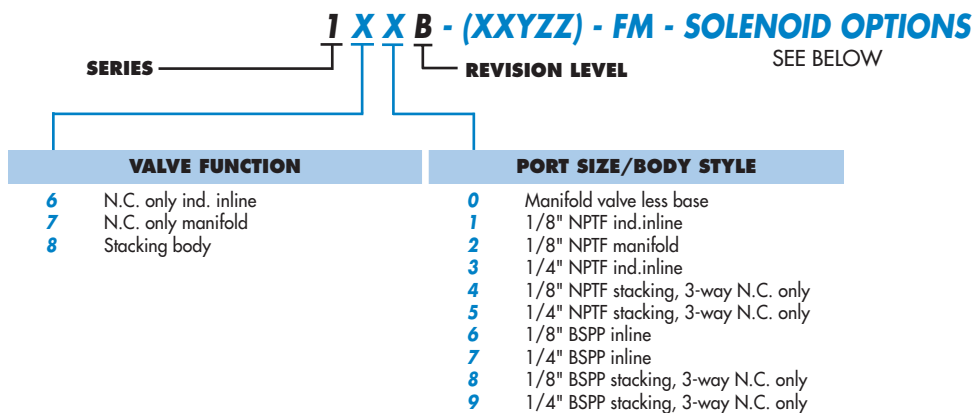 1 X X B - (XXYZZ) - FM - SOLENOID OPTIONS
SEE BELOW
SERIES
REVISION LEVEL
VALVE FUNCTION
6 N.C. only ind. inline
7 N.C. only manifold
8 Stacking body
PORT SIZE/BODY STYLE
0 Manifold valve less base
1 1/8" NPTF ind.inline
2 1/8" NPTF manifold
3 1/4" NPTF ind.inline
4 1/8" NPTF stacking, 3-way N.C. only
5 1/4" NPTF stacking, 3-way N.C. only
6 1/8" BSPP inline
7 1/4" BSPP inline
8 1/8" BSPP stacking, 3-way N.C. only
9 1/4" BSPP stacking, 3-way N.C. only